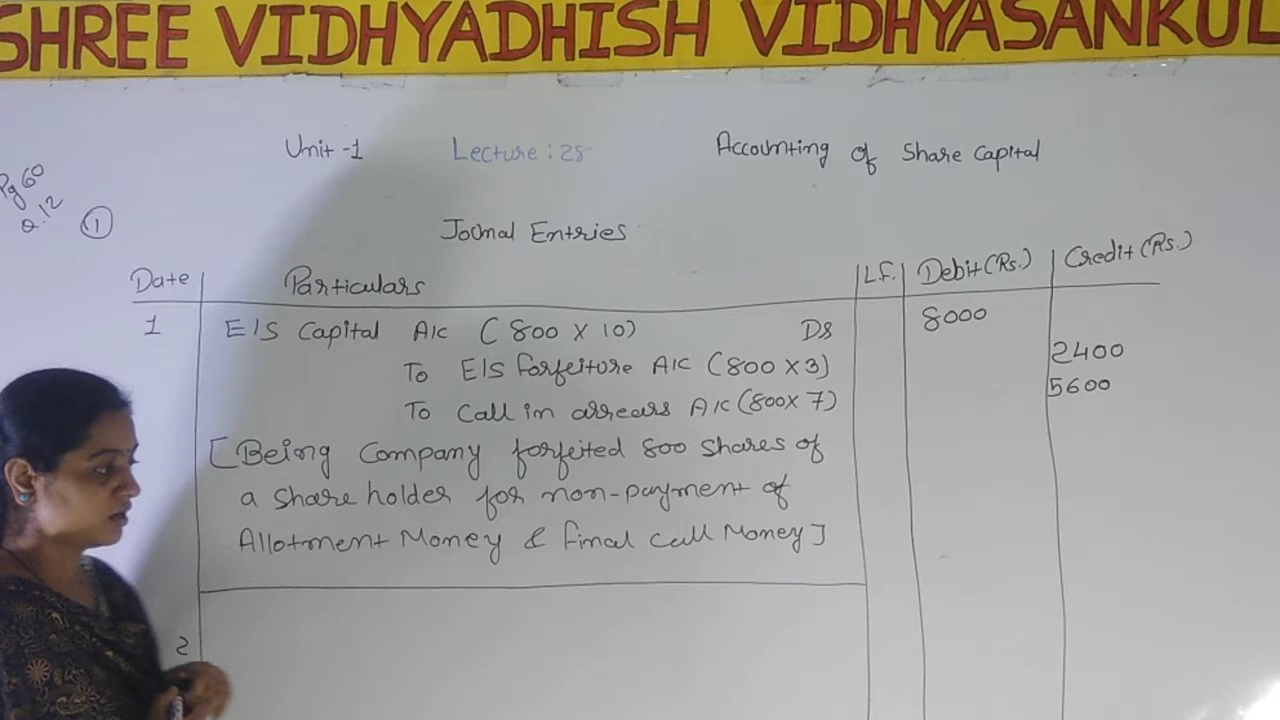 SHREE VIDHYADHISH VIDHYASANKUL
Unit-1 Lecture: 28 Accounting of Share Capital
Pg 60
Q.12
1
Journal Entries
Date Particulars L.F. Debit (Rs.) Credit (Rs.)
1 E/S Capital A/c (800 x 10) Dr 8000
To E/S forfeiture A/c (800 x 3) 2400
To Call in arrears A/c (800x 7) 5600
[Being Company forfeited 800 shares of
a share holder for non-payment of
Allotment Money & final call Money]
2